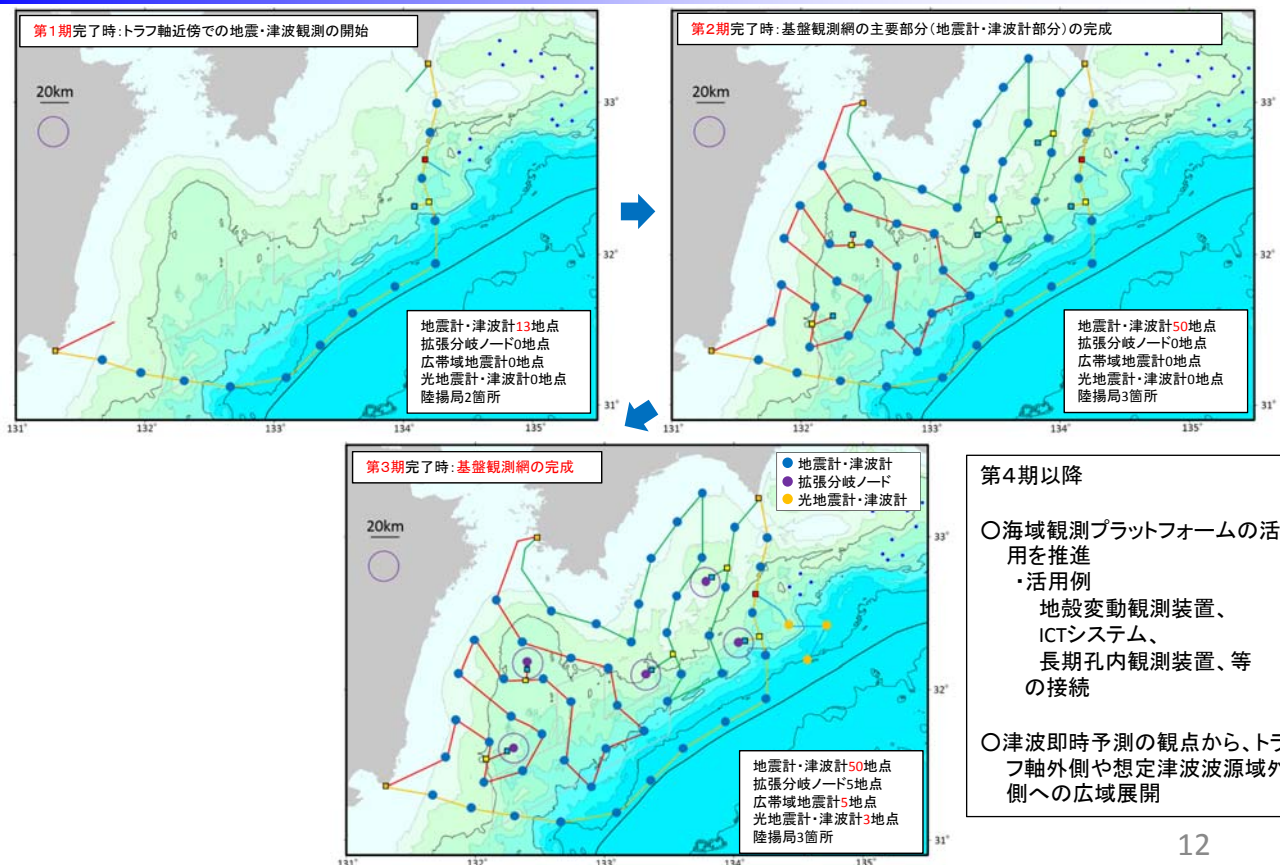 第1期完了時:トラフ軸近傍での地震・津波観測の開始
20km
33°
32°
31°
131°
132°
133°
134°
135°
地震計・津波計13地点
拡張分岐ノード0地点
広帯域地震計0地点
光地震計・津波計0地点
陸揚局2箇所
第2期完了時:基盤観測網の主要部分(地震計・津波計部分)の完成
20km
33°
32°
31°
131°
132°
133°
134°
135°
地震計・津波計50地点
拡張分岐ノード0地点
広帯域地震計0地点
光地震計・津波計0地点
陸揚局3箇所
第3期完了時:基盤観測網の完成
地震計・津波計
拡張分岐ノード
光地震計・津波計
20km
33°
32°
31°
131°
132°
133°
134°
135°
地震計・津波計50地点
拡張分岐ノード5地点
広帯域地震計5地点
光地震計・津波計3地点
陸揚局3箇所
第4期以降
〇海域観測プラットフォームの活
用を推進
・活用例
地殻変動観測装置、
ICTシステム、
長期孔内観測装置、等
の接続
〇津波即時予測の観点から、トラ
フ軸外側や想定津波波源域外
側への広域展開
12